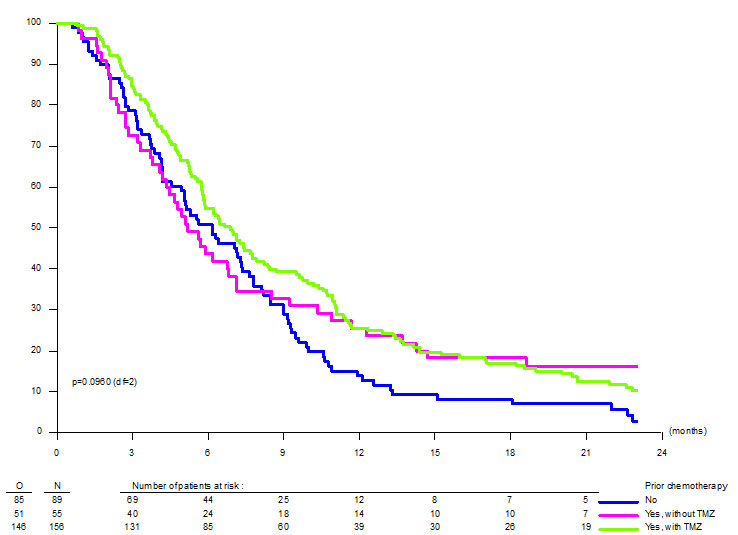 100
90
80
70
60
50
40
30
20
10
0
p=0.0960 (df=2)
(months)
0 3 6 9 12 15 18 21 24
O N Number of patients at risk : Prior chemotherapy
85 89 69 44 25 12 8 7 5 No
51 55 40 24 18 14 10 10 7 Yes, without TMZ
146 156 131 85 60 39 30 26 19 Yes, with TMZ